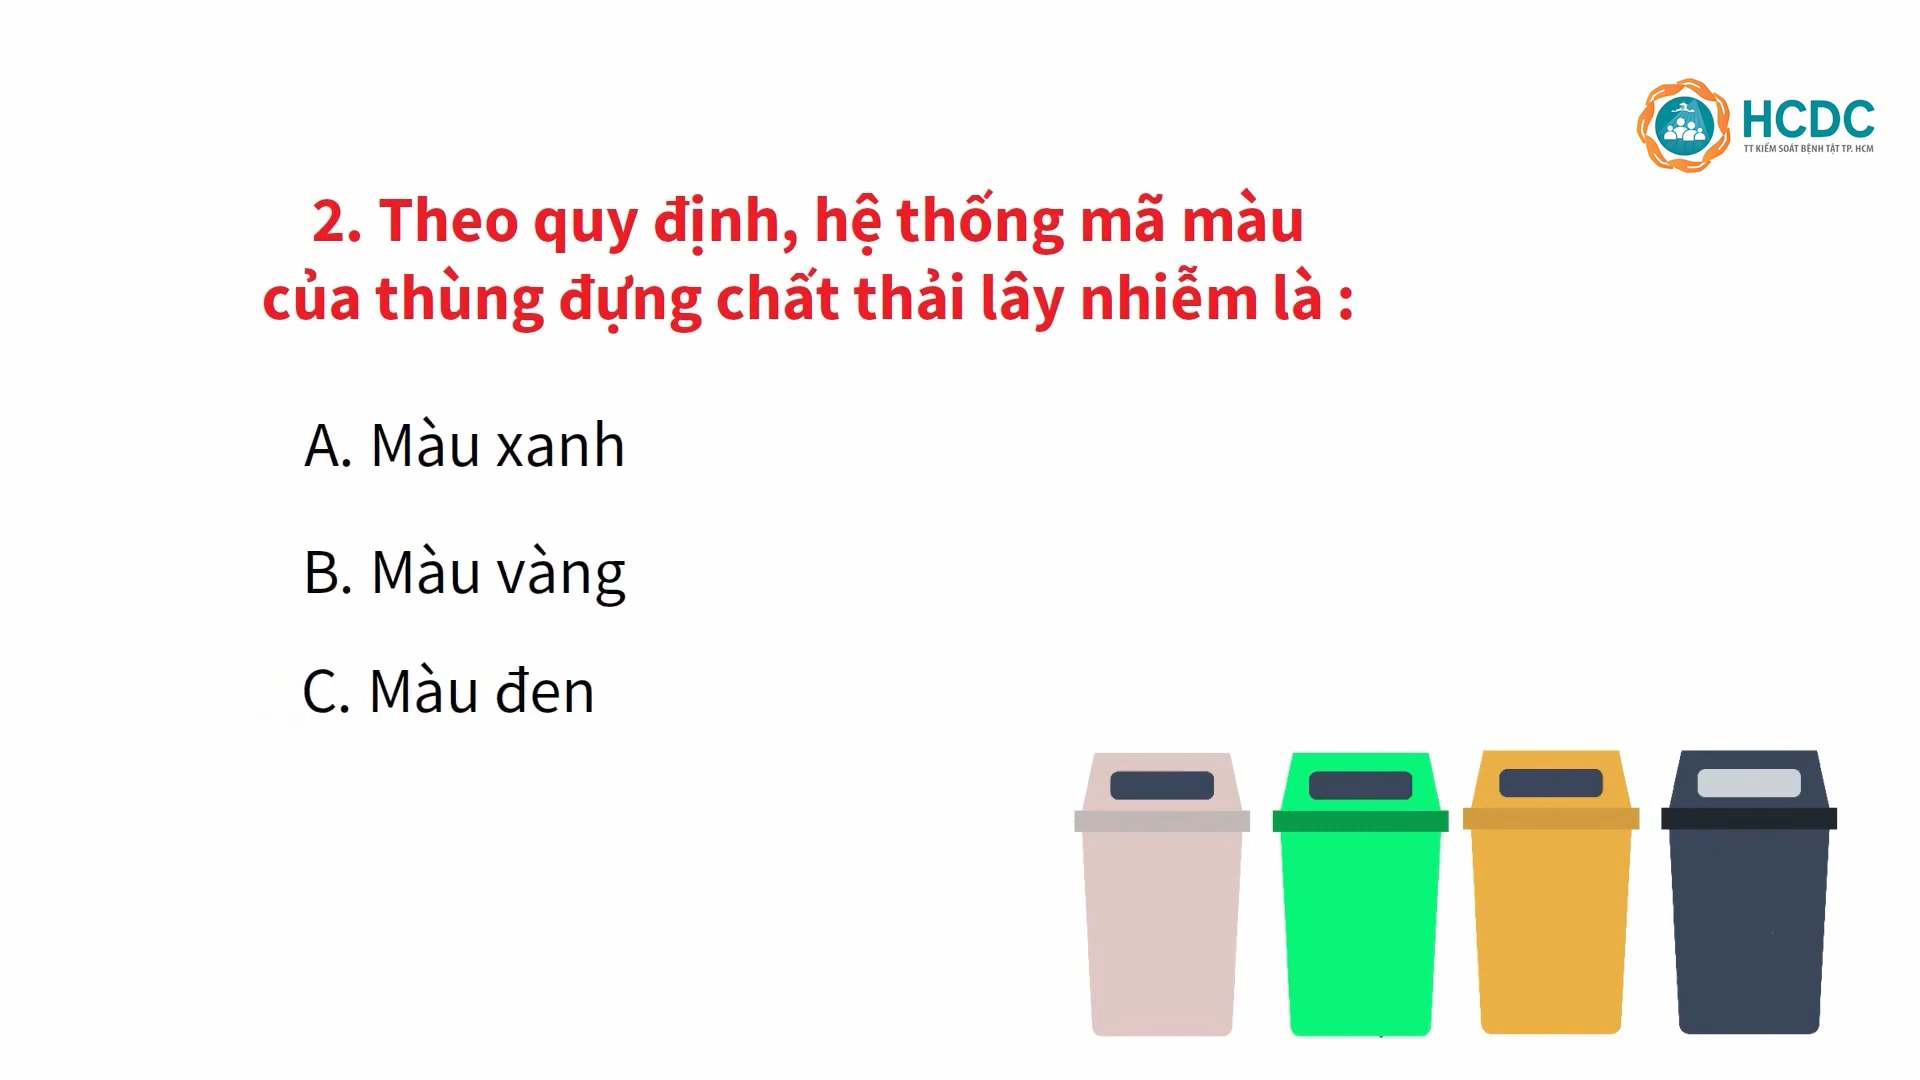 HCDC
TT KIỂM SOÁT BỆNH TẬT TP. HCM
2. Theo quy định, hệ thống mã màu
của thùng đựng chất thải lây nhiễm là :
A. Màu xanh
B. Màu vàng
C. Màu đen